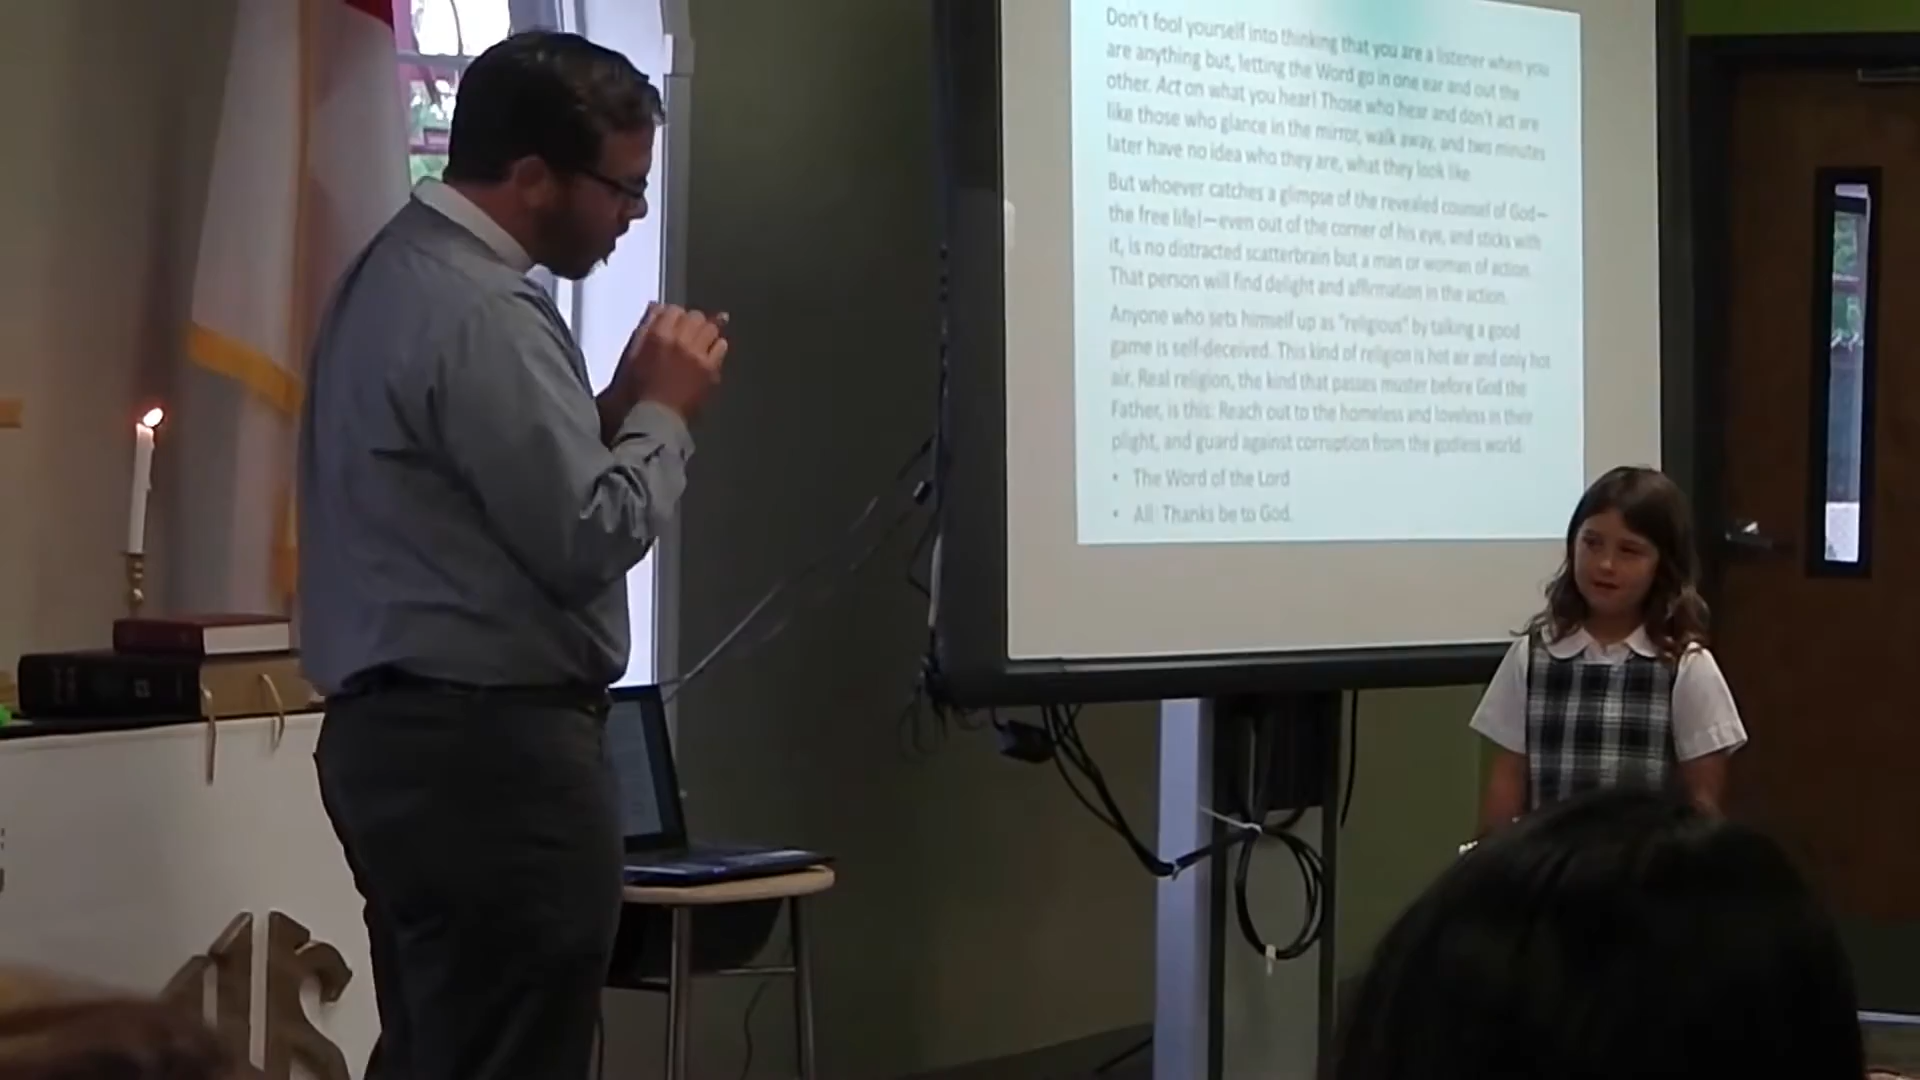 Don't fool yourself into thinking that you are a listener when you
are anything but, letting the Word go in one ear and out the
other. Act on what you hear! Those who hear and don't act are
like those who glance in the mirror, walk away, and two minutes
later have no idea who they are, what they look like.
But whoever catches a glimpse of the revealed counsel of God—
the free life!—even out of the corner of his eye, and sticks with
it, is no distracted scatterbrain but a man or woman of action.
That person will find delight and affirmation in the action.
Anyone who sets himself up as "religious" by talking a good
game is self-deceived. This kind of religion is hot air and only hot
air. Real religion, the kind that passes muster before God the
Father, is this: Reach out to the homeless and loveless in their
plight, and guard against corruption from the godless world.
• The Word of the Lord
• All: Thanks be to God.